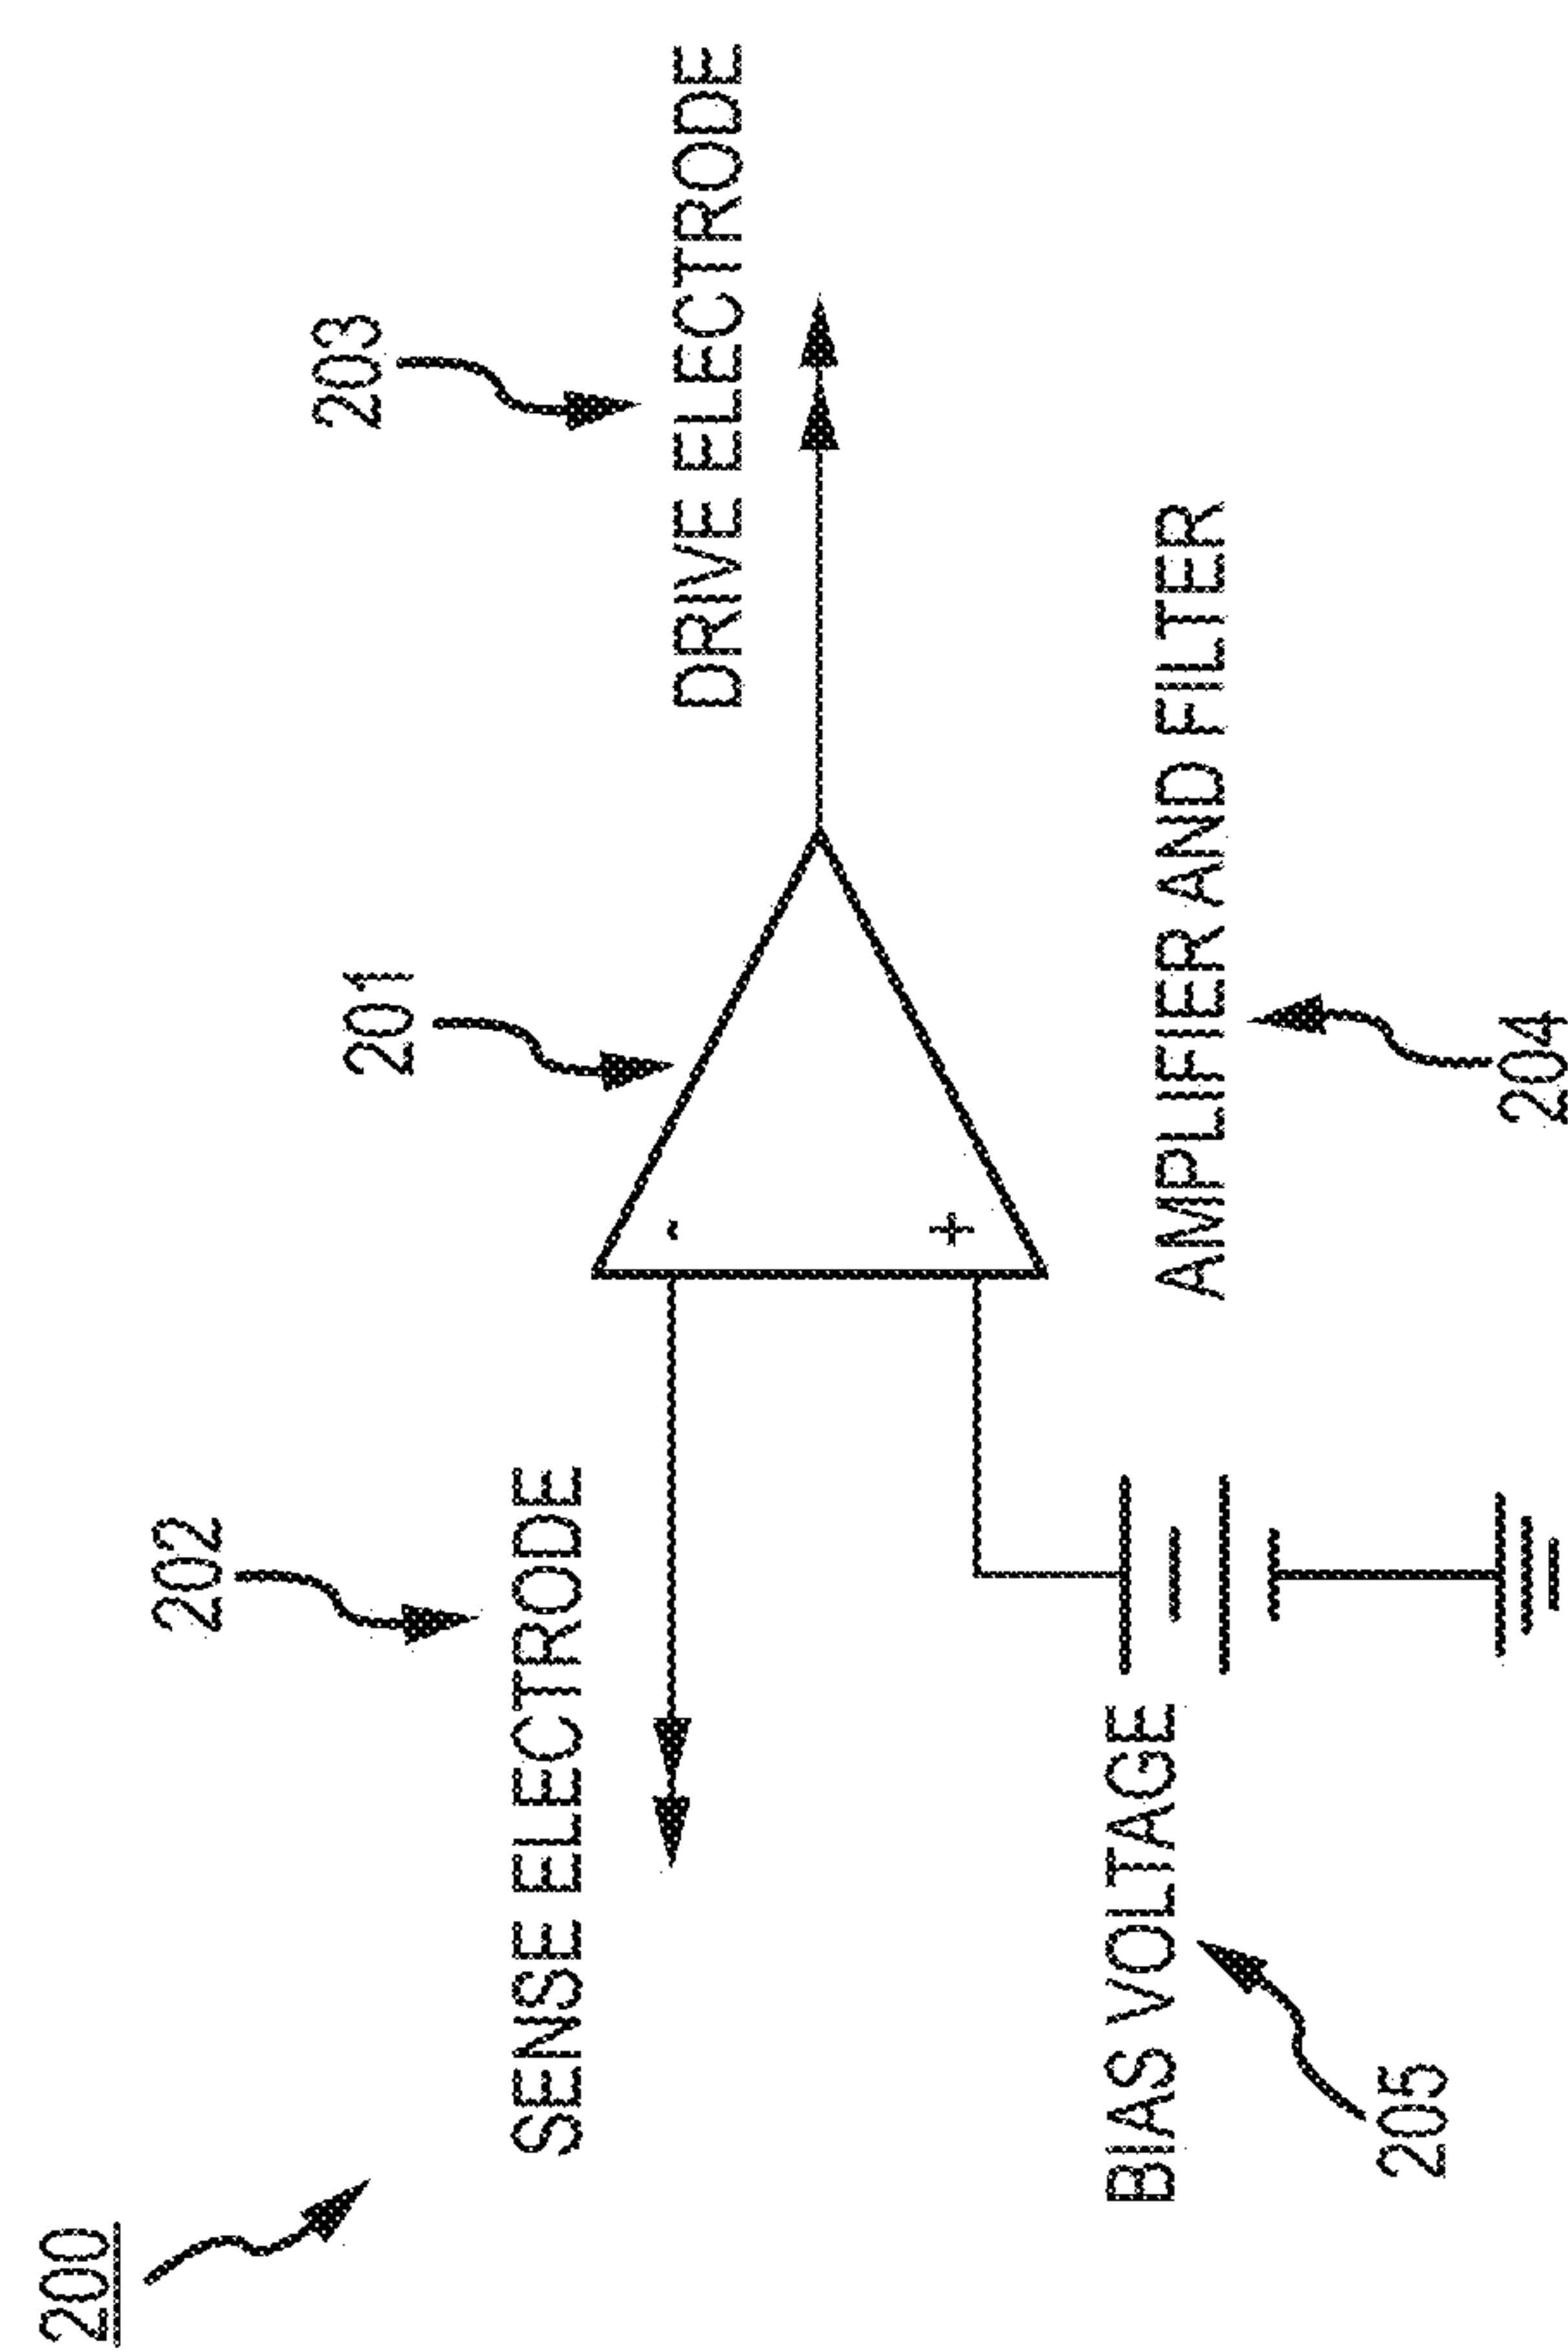 200
202
SENSE ELECTRODE
201
203
DRIVE ELECTRODE
-
+
BIAS VOLTAGE
205
AMPLIFIER AND FILTER
204